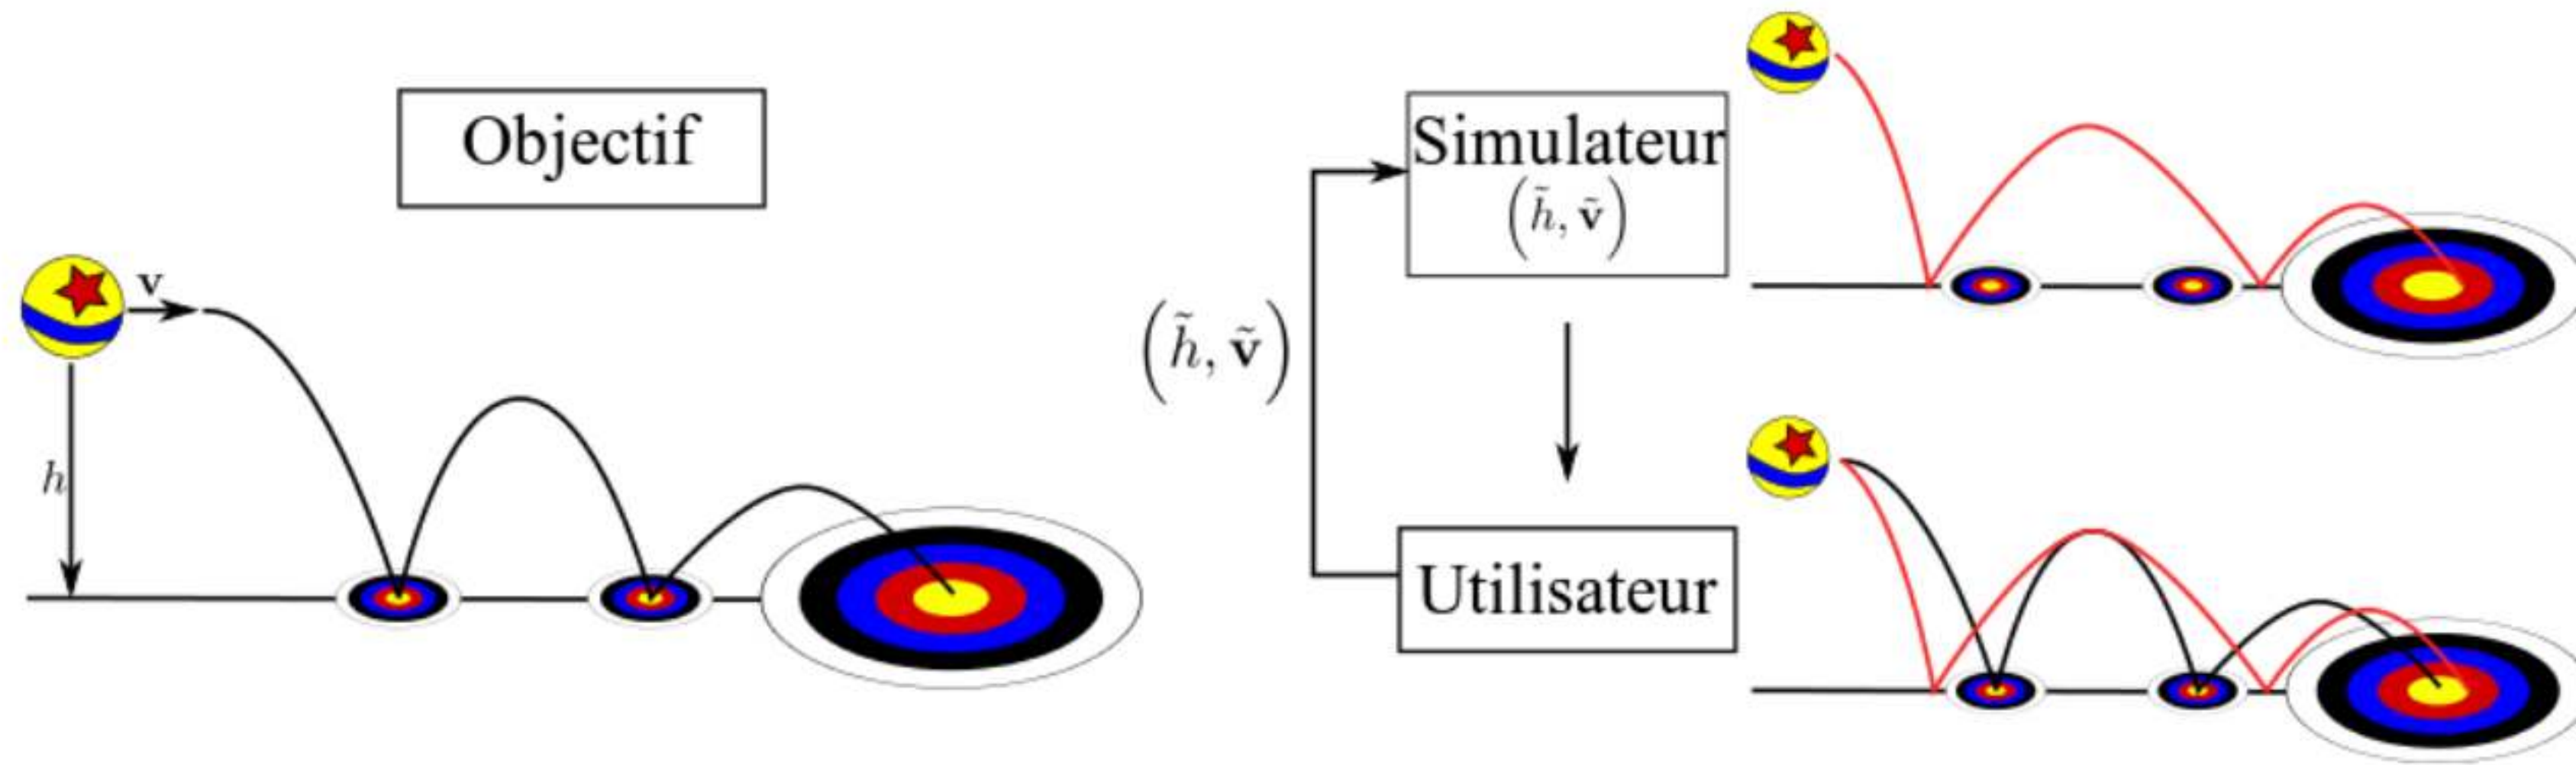 Objectif
v
h
(h̃, ṽ)
Simulateur
(h̃, ṽ)
Utilisateur